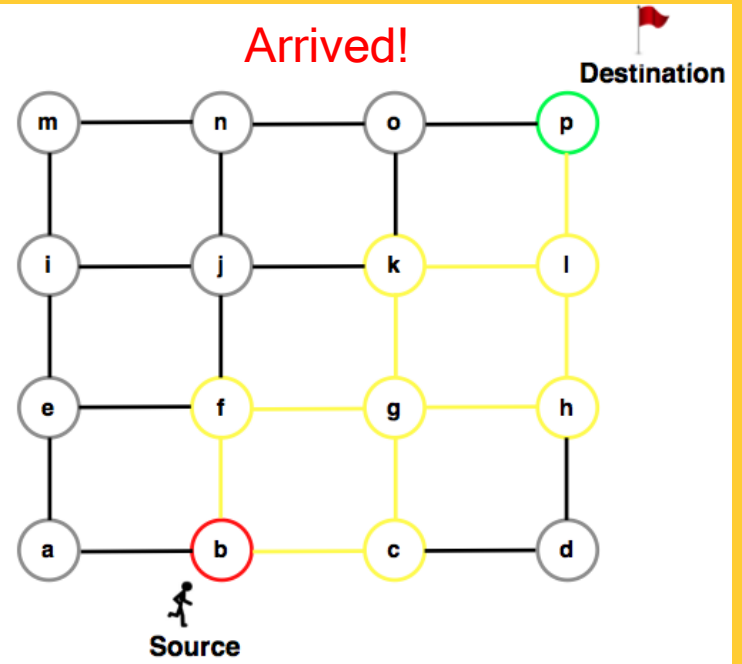 Arrived!
Destination
m n o p
i j k l
e f g h
a b c d
Source